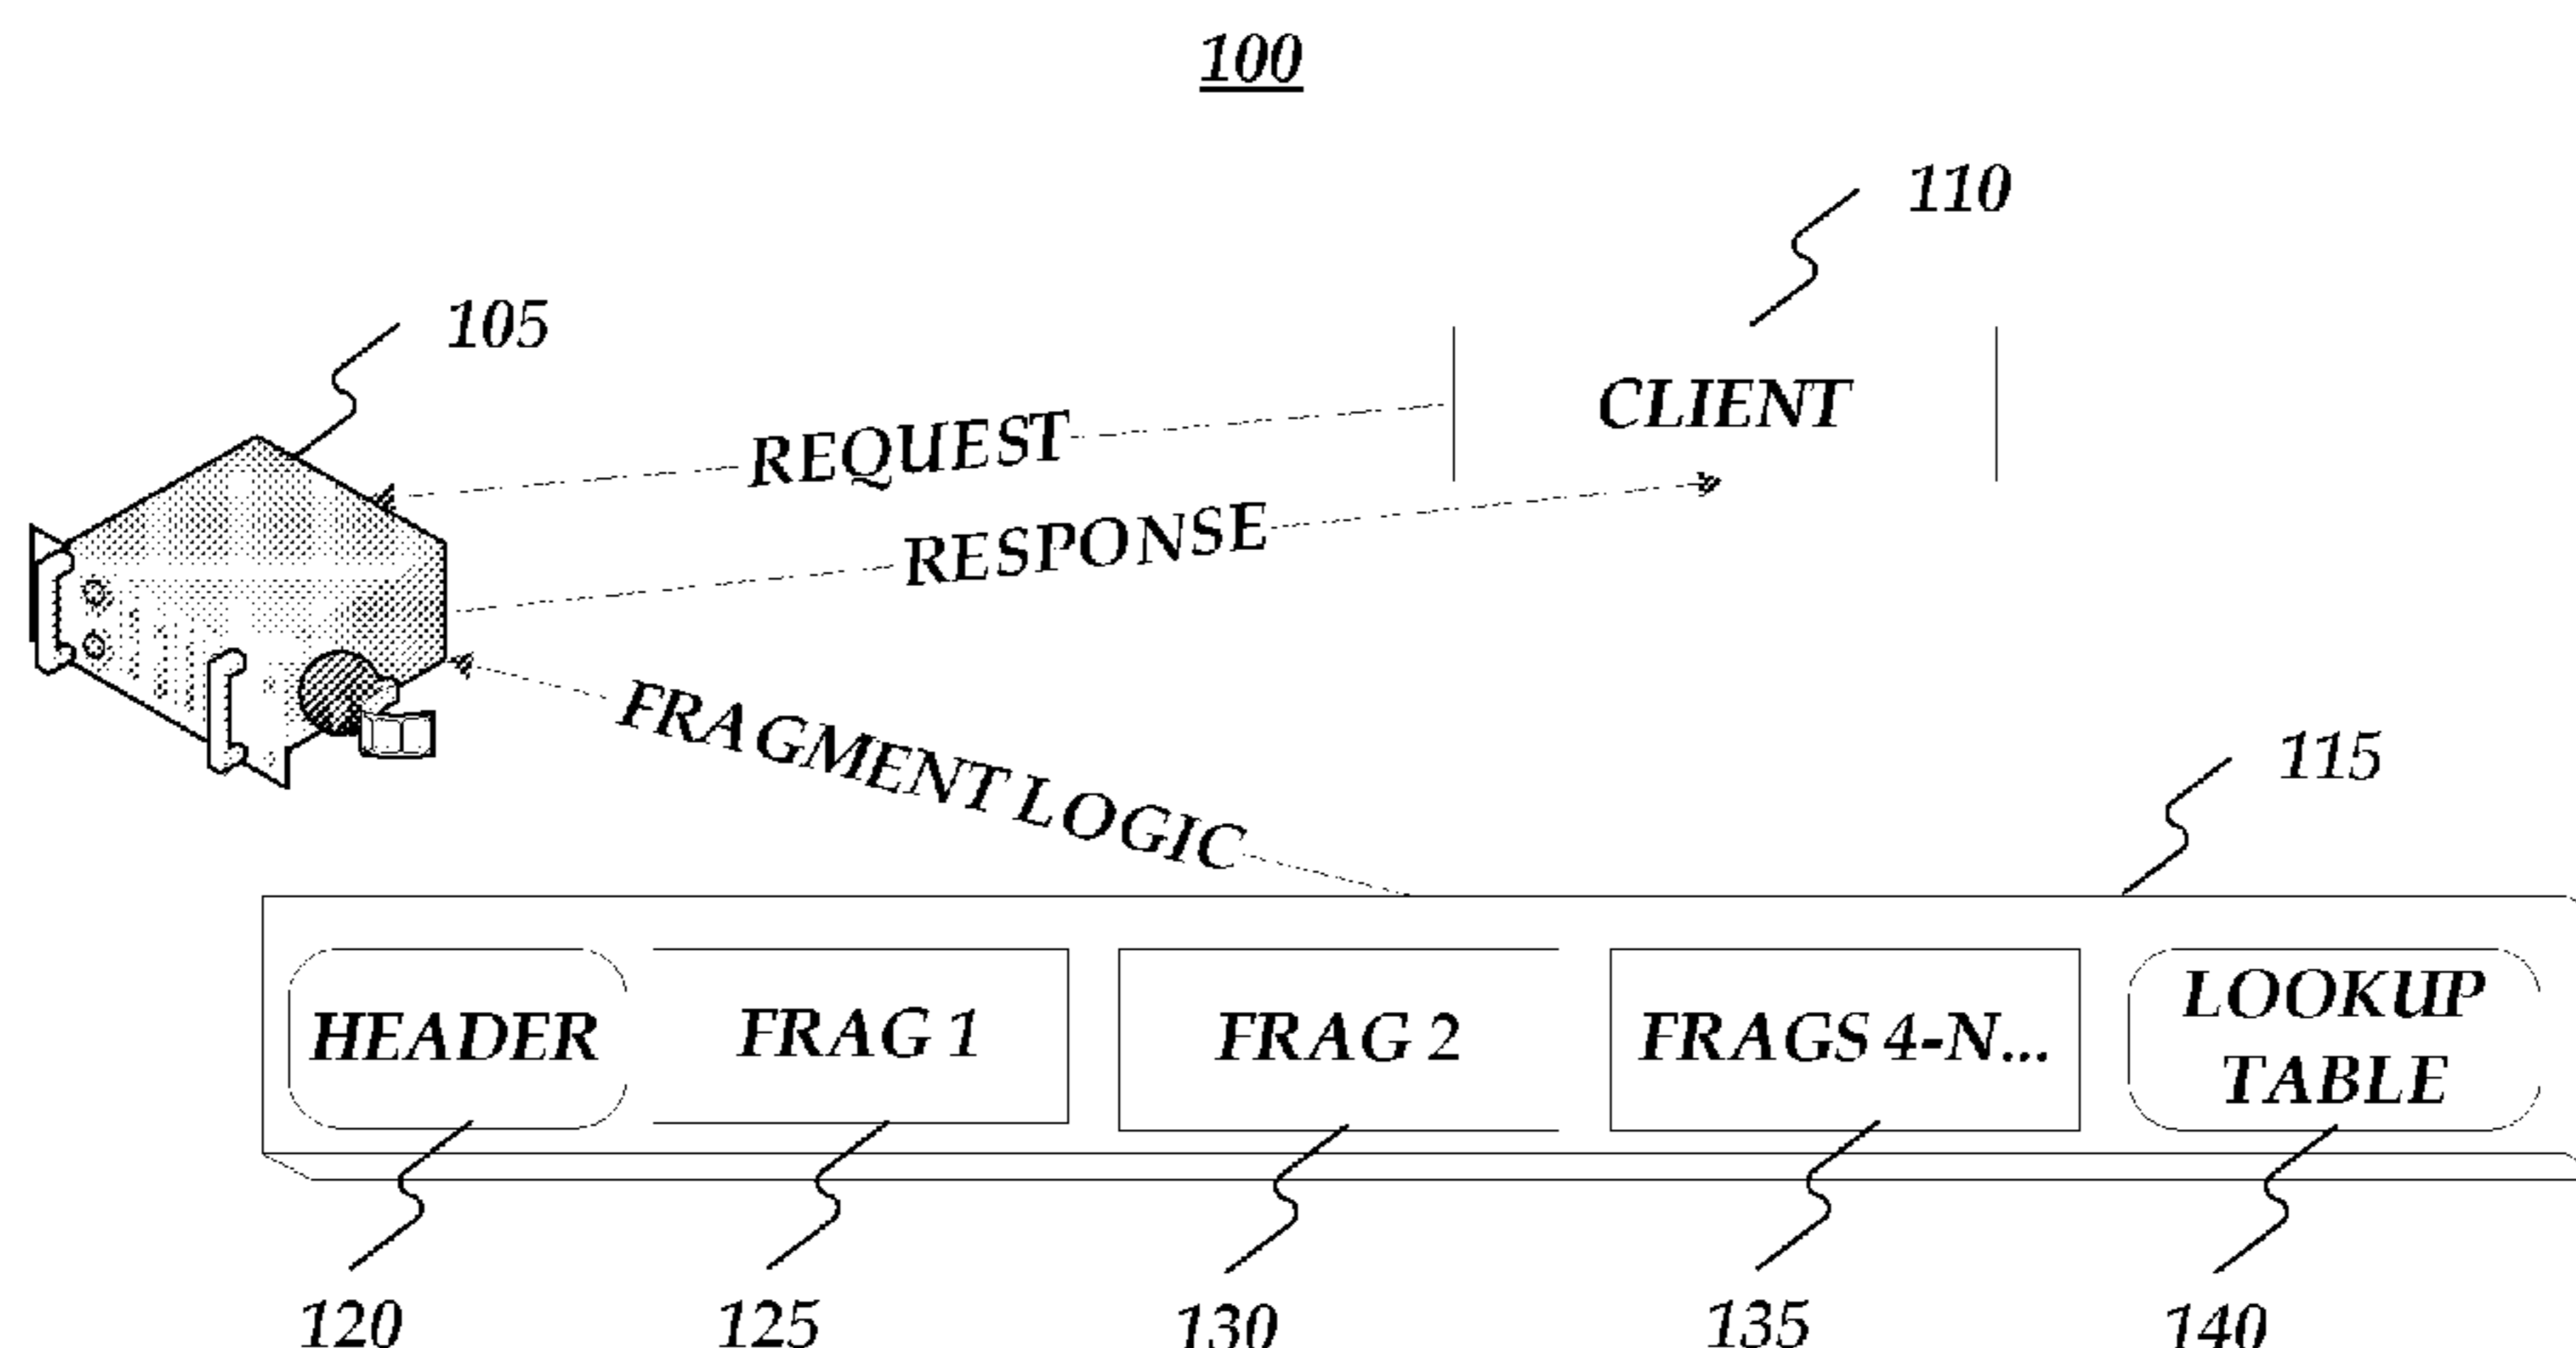 100
110
105
CLIENT
REQUEST
RESPONSE
FRAGMENT LOGIC
115
HEADER
FRAG 1
FRAG 2
FRAGS 4-N...
LOOKUP
TABLE
120
125
130
135
140